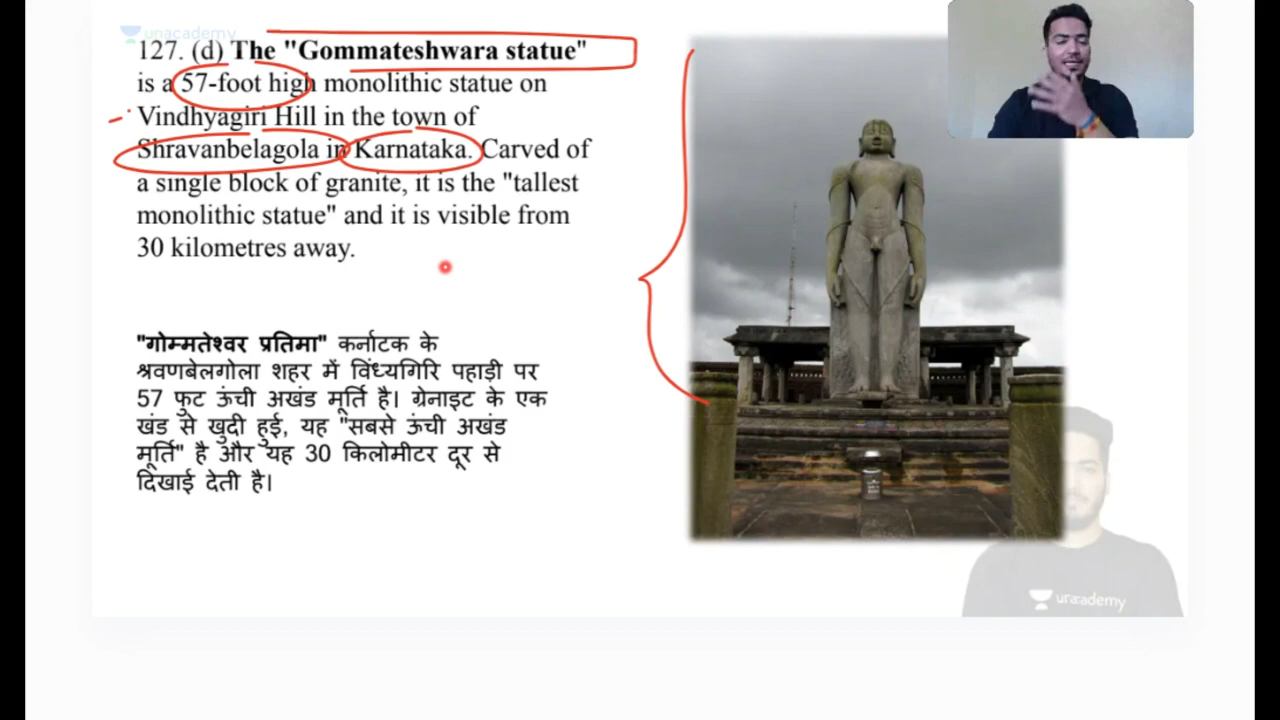 unacademy
127. (d) The "Gommateshwara statue"
is a 57-foot high monolithic statue on
Vindhyagiri Hill in the town of
Shravanbelagola in Karnataka. Carved of
a single block of granite, it is the "tallest
monolithic statue" and it is visible from
30 kilometres away.
"गोम्मतेश्वर प्रतिमा" कर्नाटक के
श्रवणबेलगोला शहर में विंध्यगिरि पहाड़ी पर
57 फुट ऊंची अखंड मूर्ति है। ग्रेनाइट के एक
खंड से खुदी हुई, यह "सबसे ऊंची अखंड
मूर्ति" है और यह 30 किलोमीटर दूर से
दिखाई देती है।
unacademy